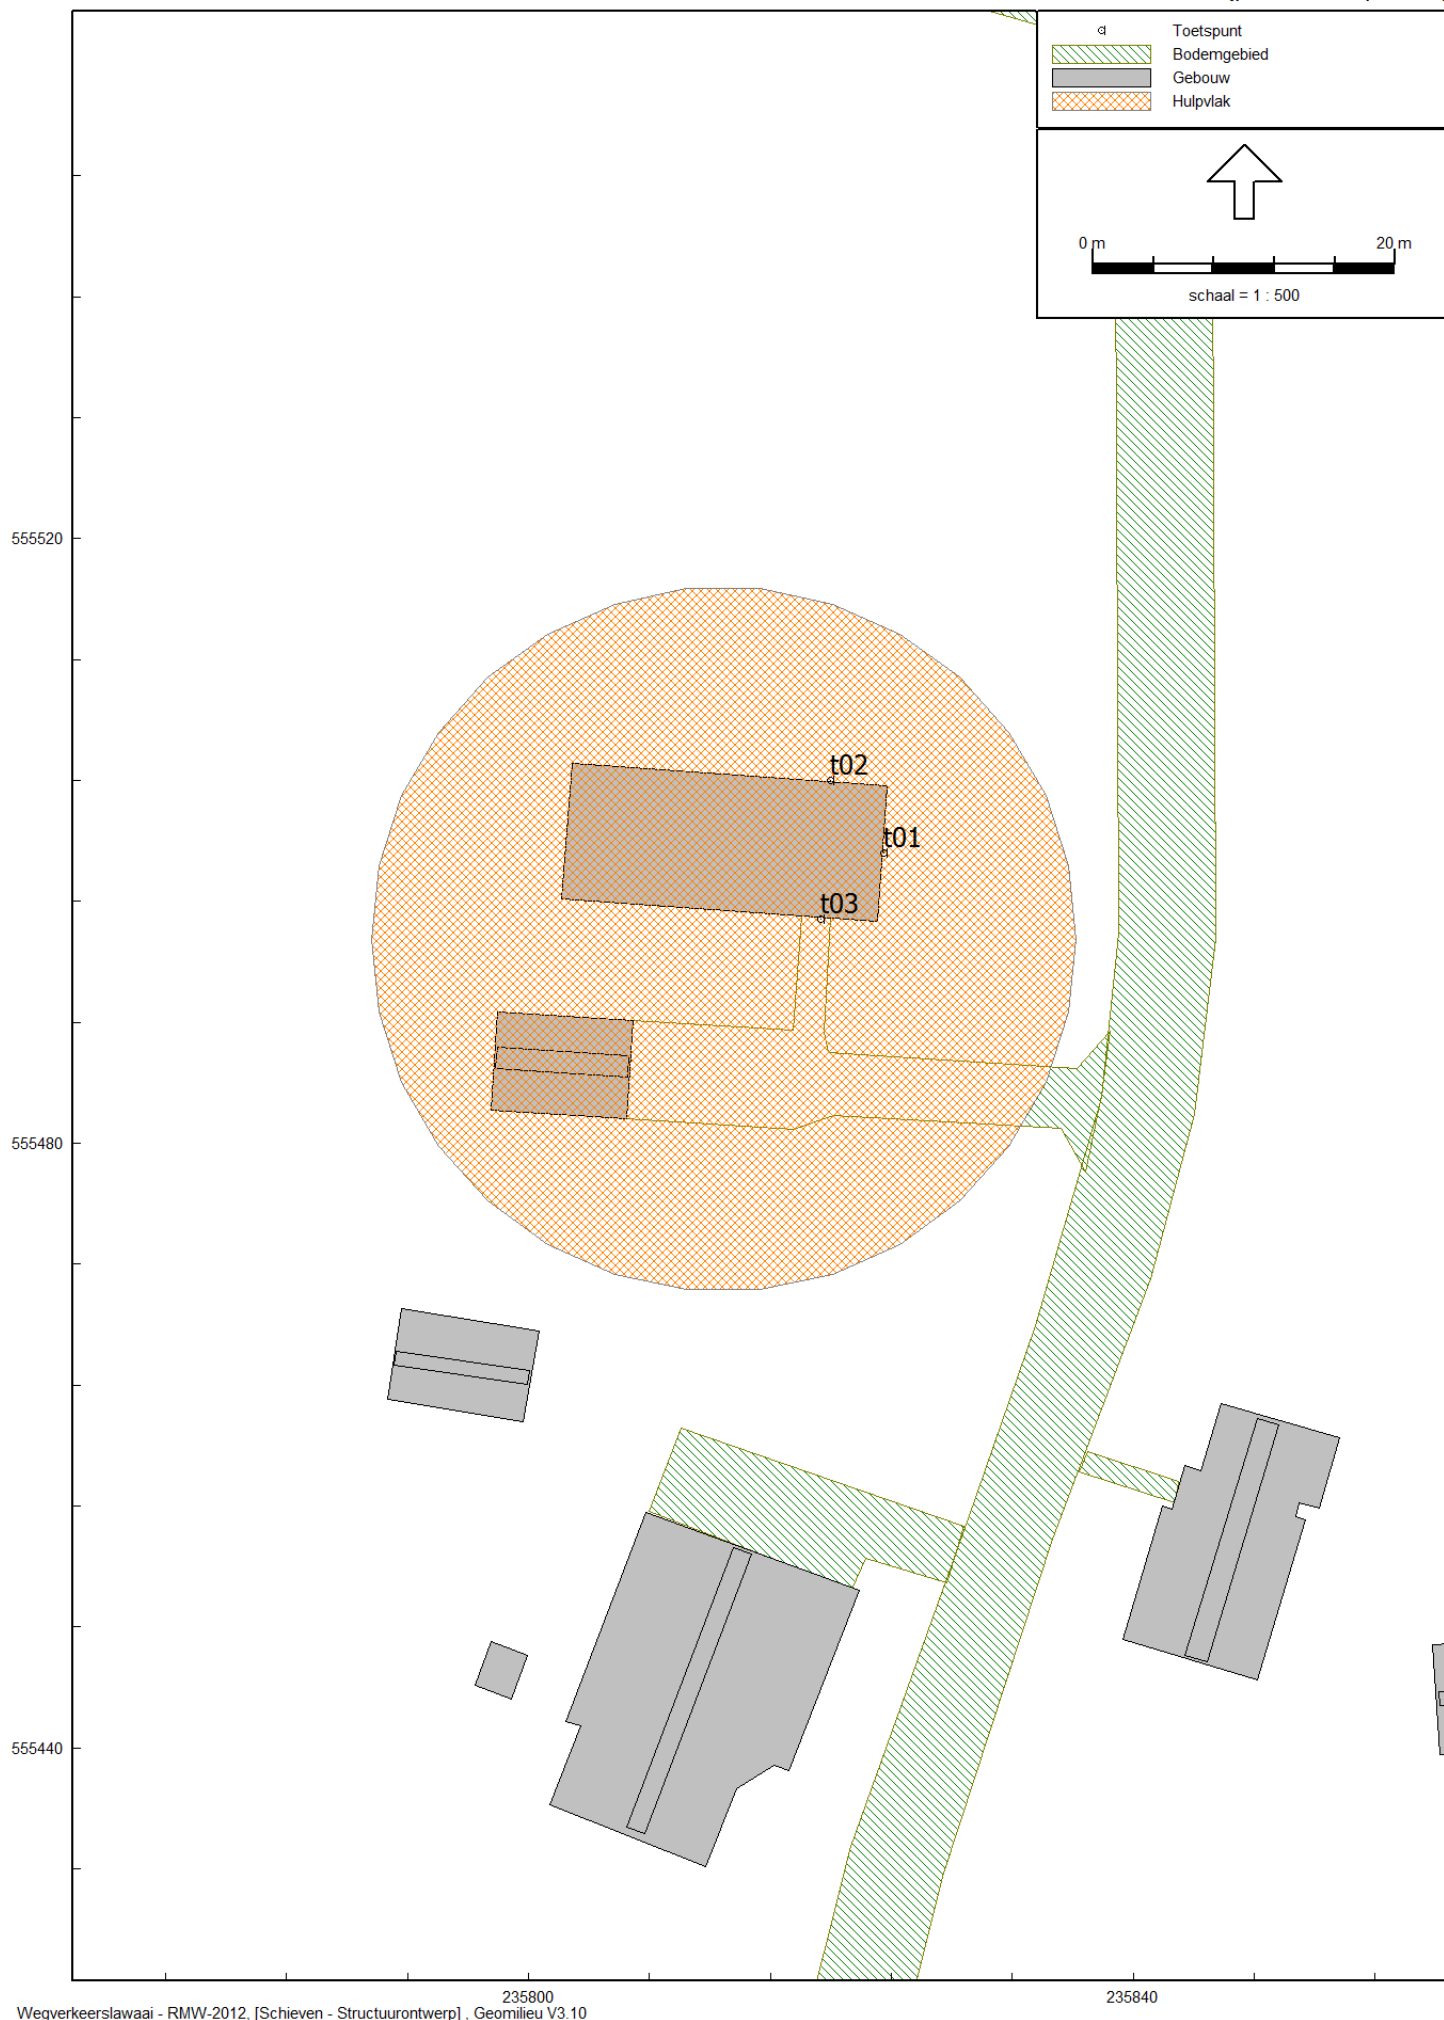 Toetspunt
Bodemgebied
Gebouw
Hulpvlak
0 m 20 m
schaal = 1 : 500
555520
t02
t01
t03
555480
555440
235800 235840
Wegverkeerslawaai - RMW-2012, [Schieven - Structuurontwerp] , Geomilieu V3.10